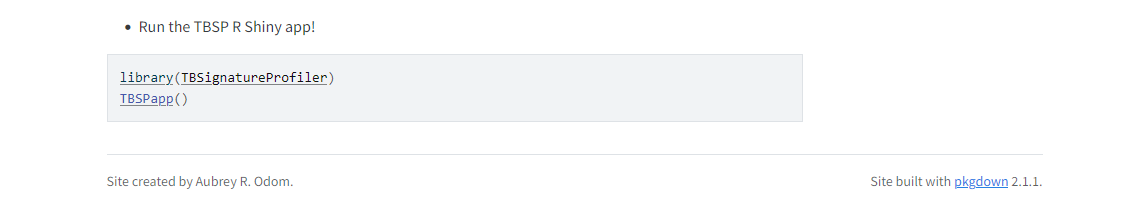 Run the TBSP R Shiny app!
library(TBSignatureProfiler)
TBSPapp()
Site created by Aubrey R. Odom.
Site built with pkgdown 2.1.1.